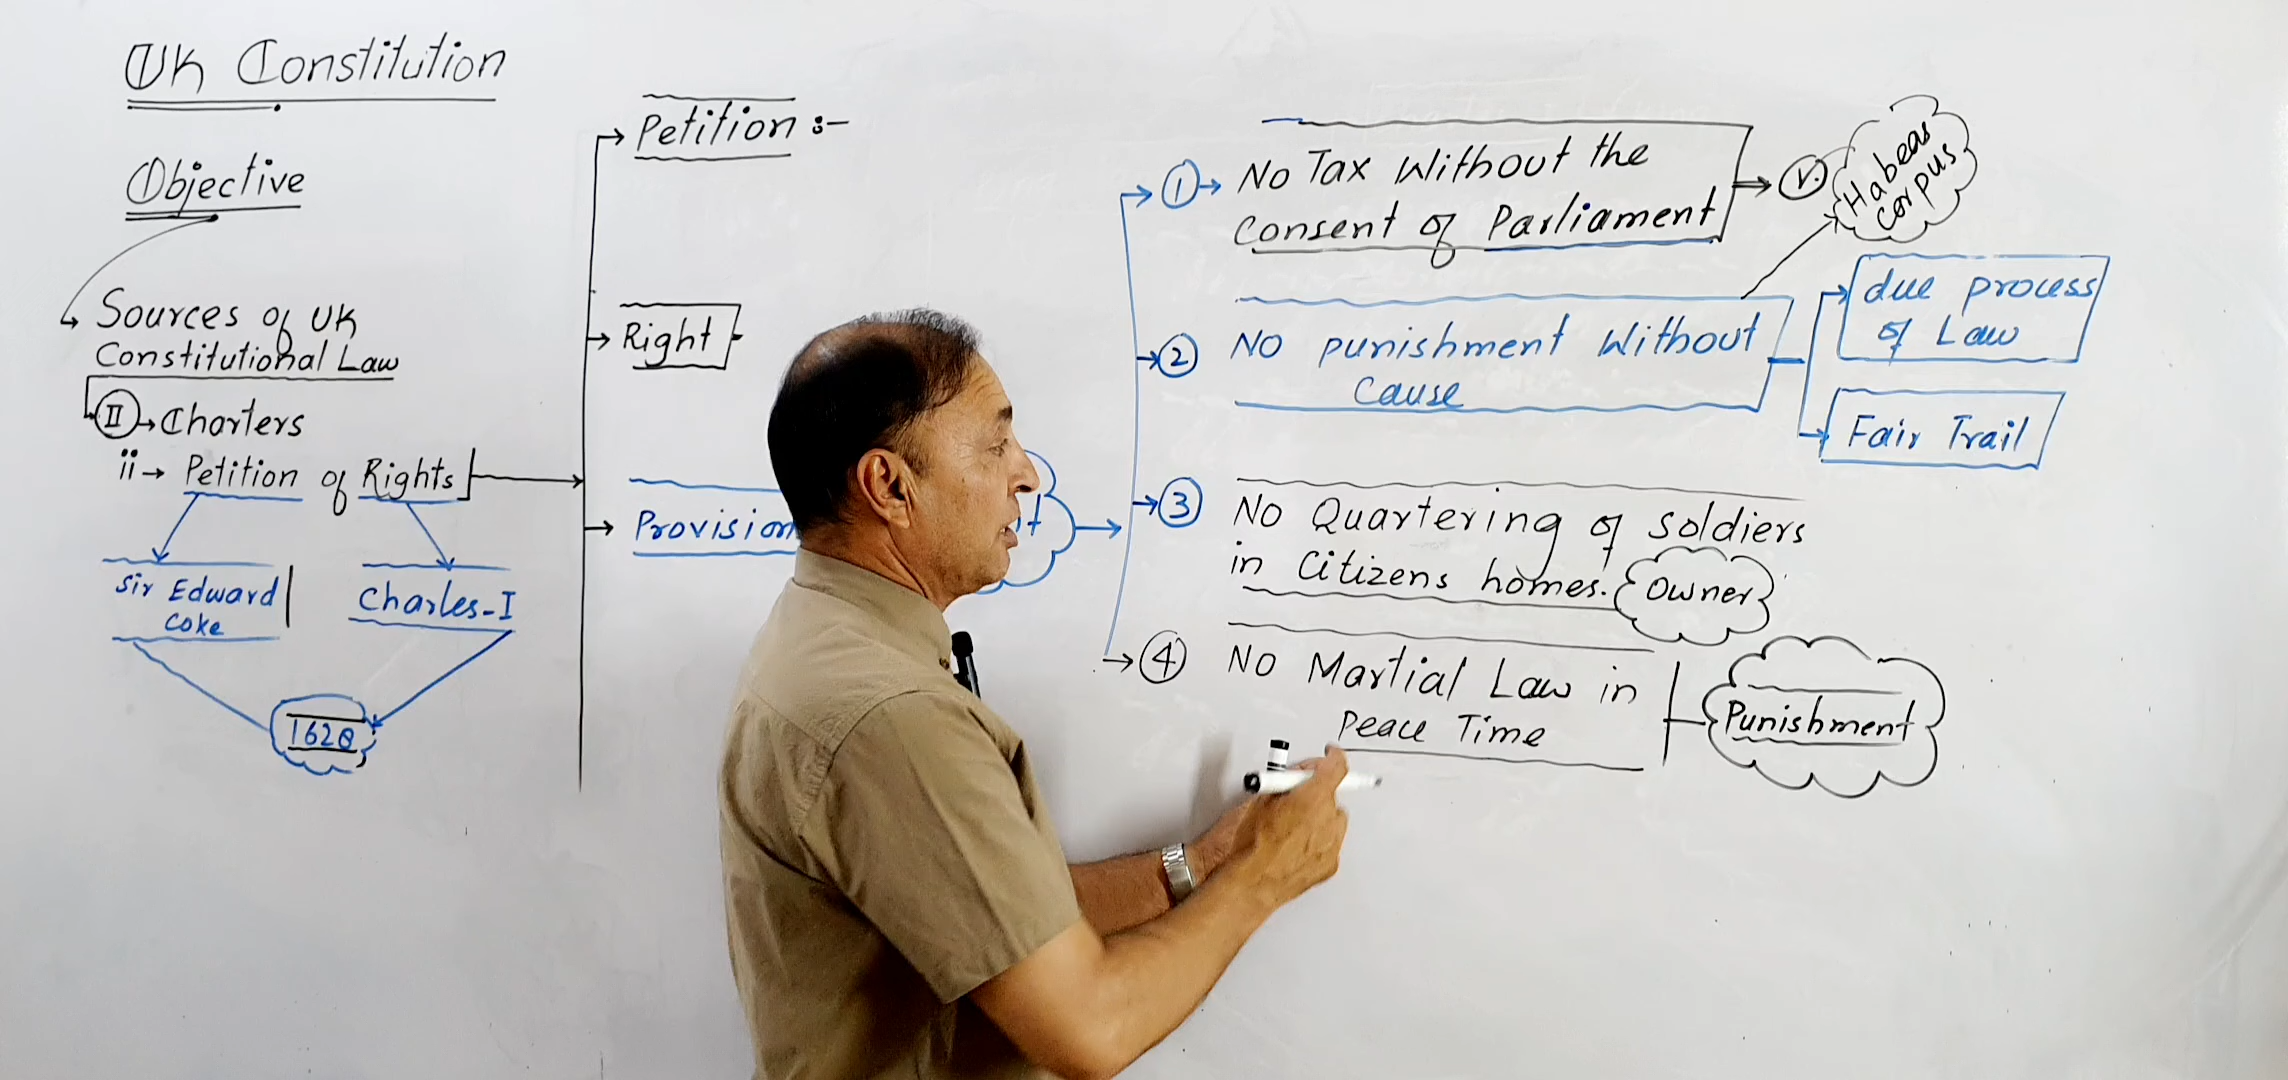 UK Constitution
Objective
Sources of UK
Constitutional Law
II → Charters
ii → Petition of Rights
Sir Edward
Coke
Charles-I
1628
Petition :-
Right
Provision
1 → No Tax Without the
Consent of Parliament
V.
Habeas
corpus
2 No punishment Without
Cause
due process
of Law
Fair Trail
3 No Quartering of Soldiers
in Citizens homes.
Owner
4 No Martial Law in
Peace Time
Punishment